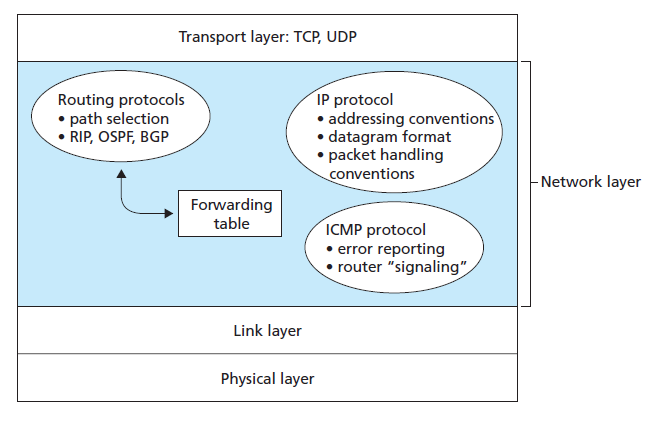 Transport layer: TCP, UDP
Routing protocols
• path selection
• RIP, OSPF, BGP
IP protocol
• addressing conventions
• datagram format
• packet handling
conventions
Network layer
Forwarding
table
ICMP protocol
• error reporting
• router “signaling”
Link layer
Physical layer